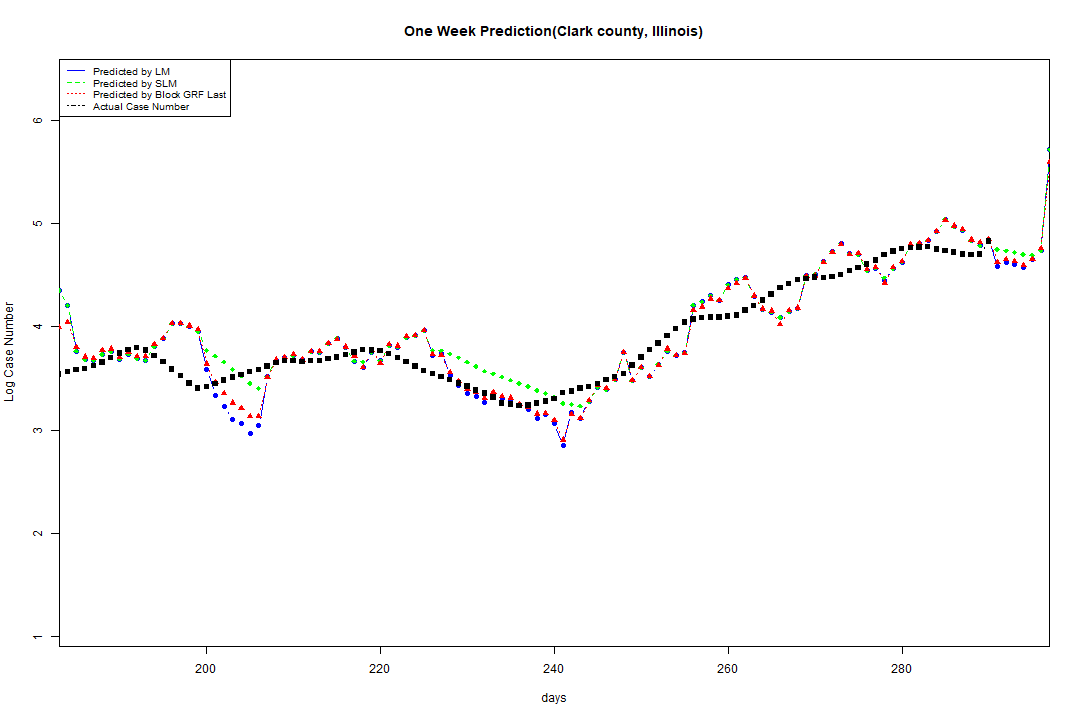 One Week Prediction(Clark county, Illinois)
Predicted by LM
Predicted by SLM
Predicted by Block GRF Last
Actual Case Number
6
5
4
3
2
1
Log Case Number
200 220 240 260 280
days